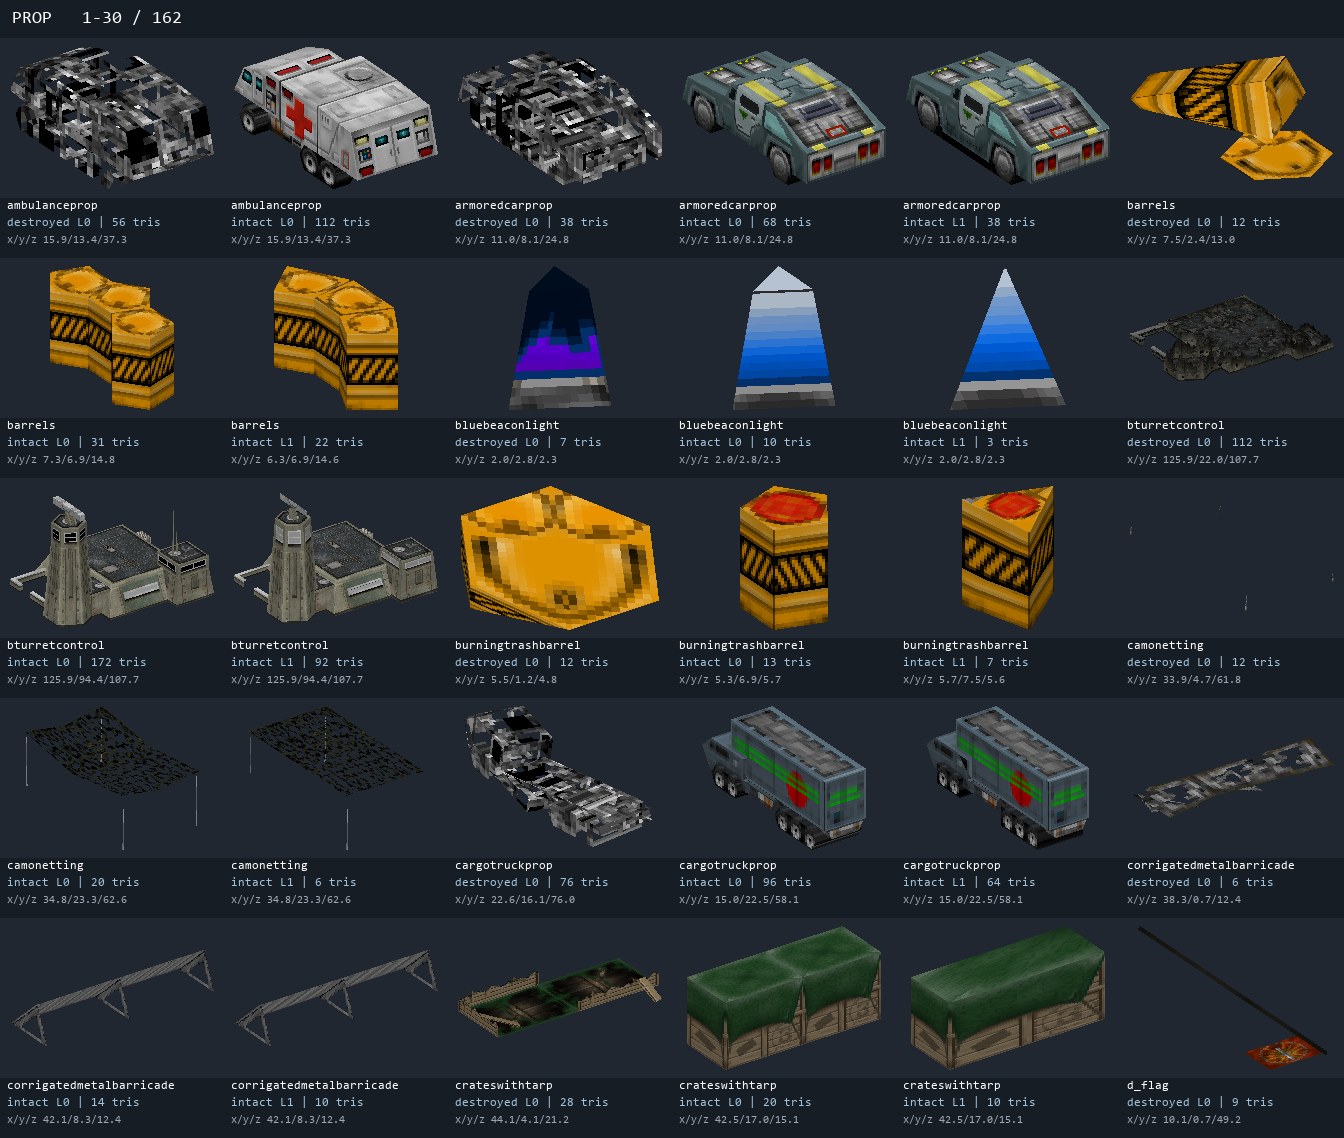 PROP 1-30 / 162
ambulanceprop
destroyed L0 | 56 tris
x/y/z 15.9/13.4/37.3
ambulanceprop
intact L0 | 112 tris
x/y/z 15.9/13.4/37.3
armoredcarprop
destroyed L0 | 38 tris
x/y/z 11.0/8.1/24.8
armoredcarprop
intact L0 | 68 tris
x/y/z 11.0/8.1/24.8
armoredcarprop
intact L1 | 38 tris
x/y/z 11.0/8.1/24.8
barrels
destroyed L0 | 12 tris
x/y/z 7.5/2.4/13.0
barrels
intact L0 | 31 tris
x/y/z 7.3/6.9/14.8
barrels
intact L1 | 22 tris
x/y/z 6.3/6.9/14.6
bluebeaconlight
destroyed L0 | 7 tris
x/y/z 2.0/2.8/2.3
bluebeaconlight
intact L0 | 10 tris
x/y/z 2.0/2.8/2.3
bluebeaconlight
intact L1 | 3 tris
x/y/z 2.0/2.8/2.3
bturretcontrol
destroyed L0 | 112 tris
x/y/z 125.9/22.0/107.7
bturretcontrol
intact L0 | 172 tris
x/y/z 125.9/94.4/107.7
bturretcontrol
intact L1 | 92 tris
x/y/z 125.9/94.4/107.7
burningtrashbarrel
destroyed L0 | 12 tris
x/y/z 5.5/1.2/4.8
burningtrashbarrel
intact L0 | 13 tris
x/y/z 5.3/6.9/5.7
burningtrashbarrel
intact L1 | 7 tris
x/y/z 5.7/7.5/5.6
camonetting
destroyed L0 | 12 tris
x/y/z 33.9/4.7/61.8
camonetting
intact L0 | 20 tris
x/y/z 34.8/23.3/62.6
camonetting
intact L1 | 6 tris
x/y/z 34.8/23.3/62.6
cargotruckprop
destroyed L0 | 76 tris
x/y/z 22.6/16.1/76.0
cargotruckprop
intact L0 | 96 tris
x/y/z 15.0/22.5/58.1
cargotruckprop
intact L1 | 64 tris
x/y/z 15.0/22.5/58.1
corrigatedmetalbarricade
destroyed L0 | 6 tris
x/y/z 38.3/0.7/12.4
corrigatedmetalbarricade
intact L0 | 14 tris
x/y/z 42.1/8.3/12.4
corrigatedmetalbarricade
intact L1 | 10 tris
x/y/z 42.1/8.3/12.4
crateswithtarp
destroyed L0 | 28 tris
x/y/z 44.1/4.1/21.2
crateswithtarp
intact L0 | 20 tris
x/y/z 42.5/17.0/15.1
crateswithtarp
intact L1 | 10 tris
x/y/z 42.5/17.0/15.1
d_flag
destroyed L0 | 9 tris
x/y/z 10.1/0.7/49.2